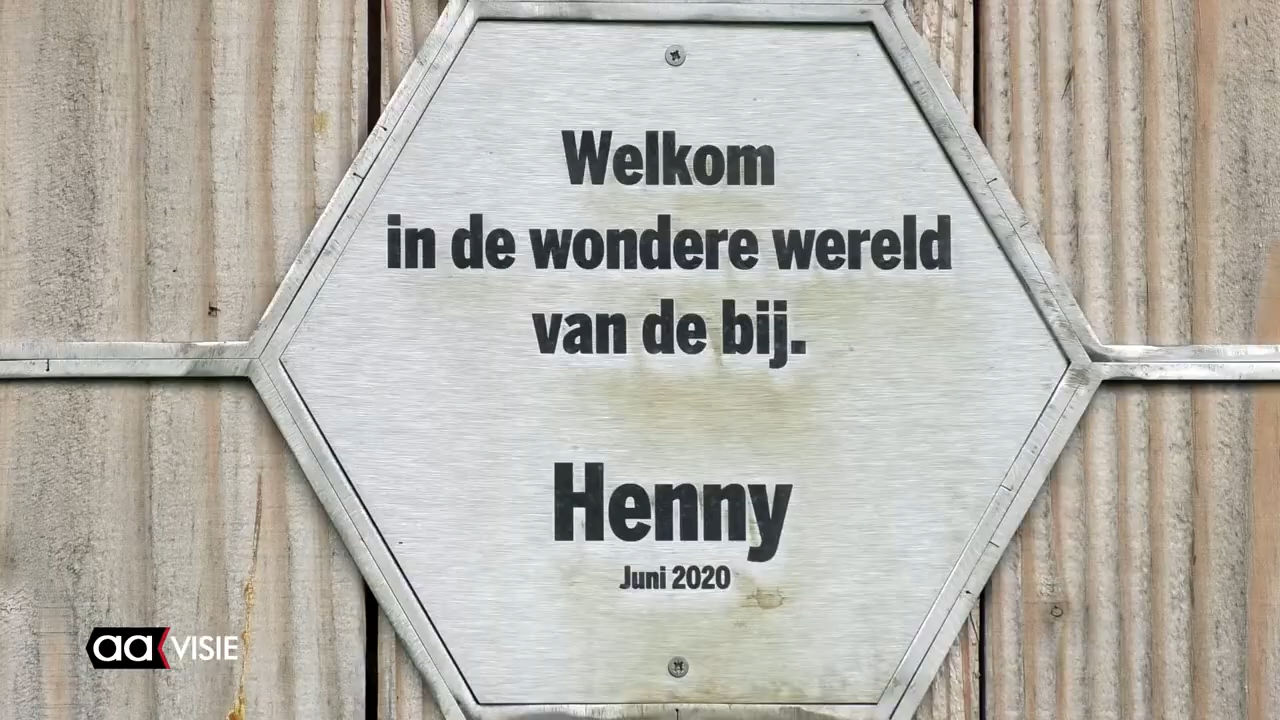 Welkom
in de wondere wereld
van de bij.
Henny
Juni 2020
aa VISIE